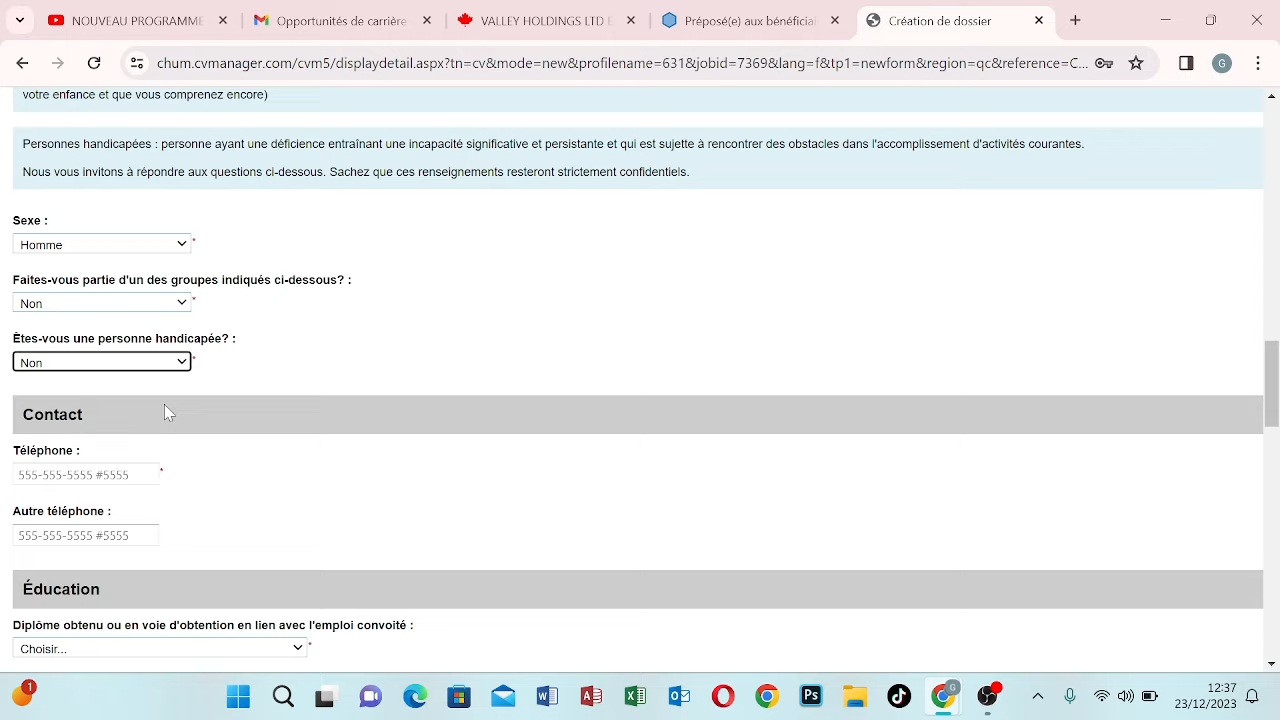 NOUVEAU PROGRAMME
Opportunités de carrière
VALLEY HOLDINGS LTD E
Préposé(e) aux bénéficiai
Création de dossier
chum.cvmanager.com/cvm5/displaydetail.aspx?tn=cv&mode=new&profilename=631&jobid=7369&lang=f&tp1=newform&region=qc&reference=C...
G
votre enfance et que vous comprenez encore)
Personnes handicapées : personne ayant une déficience entraînant une incapacité significative et persistante et qui est sujette à rencontrer des obstacles dans l'accomplissement d'activités courantes.
Nous vous invitons à répondre aux questions ci-dessous. Sachez que ces renseignements resteront strictement confidentiels.
Sexe :
Homme *
Faites-vous partie d'un des groupes indiqués ci-dessous? :
Non *
Êtes-vous une personne handicapée? :
Non *
Contact
Téléphone :
555-555-5555 #5555 *
Autre téléphone :
555-555-5555 #5555
Éducation
Diplôme obtenu ou en voie d'obtention en lien avec l'emploi convoité :
Choisir... *
1
Ps
G
12:37
23/12/2023